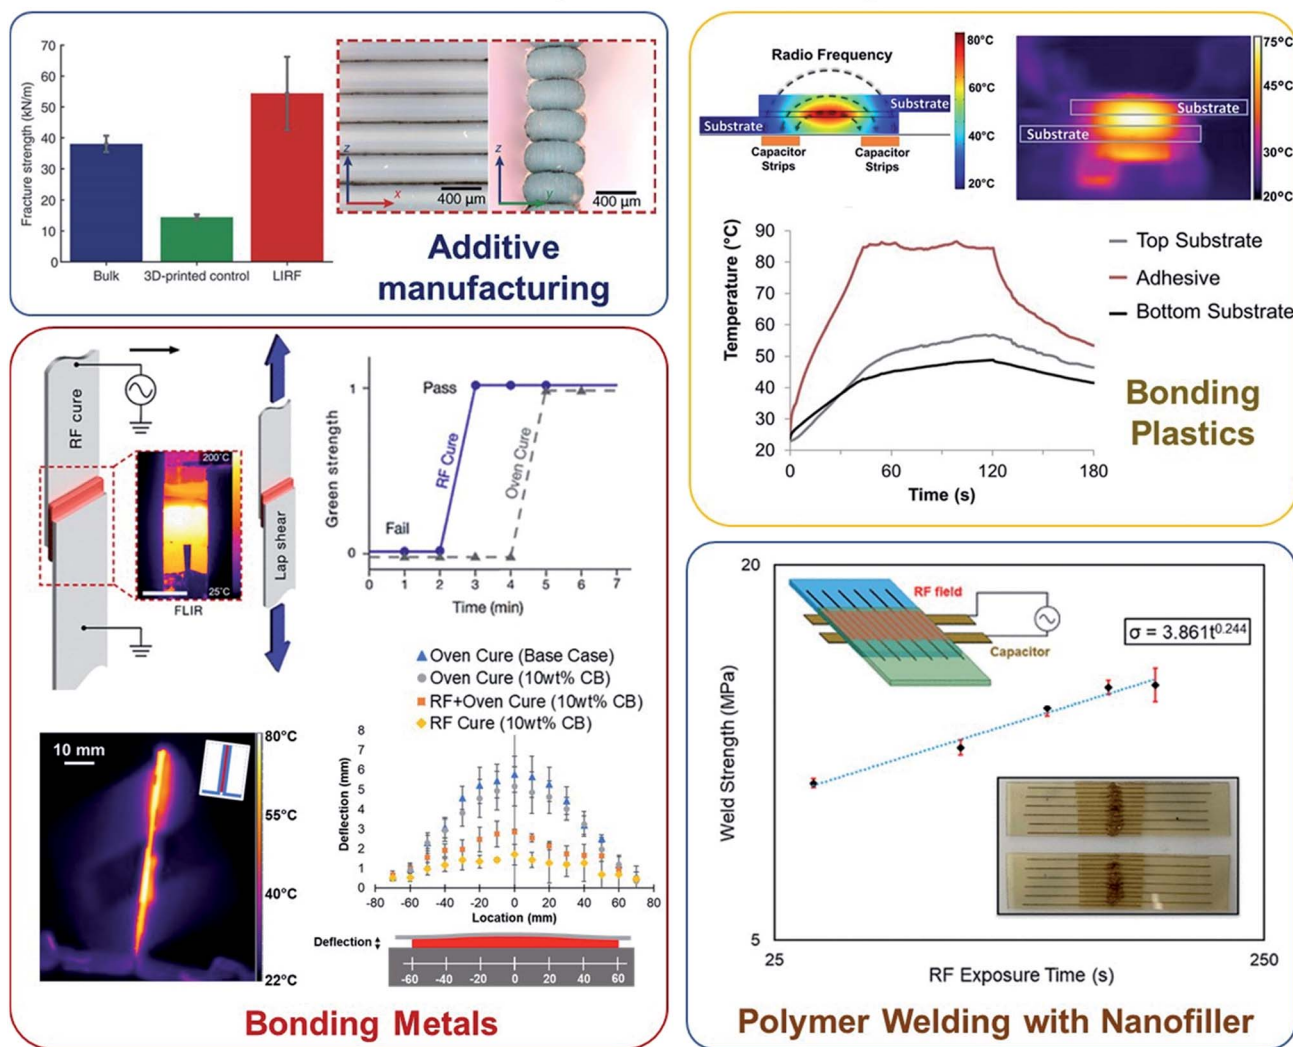 70
60
50
40
30
20
10
0
Fracture strength (kN/m)
Bulk
3D-printed control
LIRF
z
x
400 µm
z
y
400 µm
Additive
manufacturing
Radio Frequency
Substrate
Substrate
Capacitor
Strips
Capacitor
Strips
80°C
60°C
40°C
20°C
Substrate
Substrate
75°C
45°C
30°C
20°C
Temperature (°C)
90
80
70
60
50
40
30
20
0
60
120
180
Time (s)
Top Substrate
Adhesive
Bottom Substrate
Bonding
Plastics
RF cure
200°C
25°C
FLIR
Lap shear
Green strength
1
0
Pass
Fail
RF Cure
Oven Cure
0
1
2
3
4
5
6
7
Time (min)
Oven Cure (Base Case)
Oven Cure (10wt% CB)
RF+Oven Cure (10wt% CB)
RF Cure (10wt% CB)
10 mm
80°C
55°C
40°C
22°C
Deflection (mm)
8
7
6
5
4
3
2
1
0
-80
-60
-40
-20
0
20
40
60
80
Location (mm)
Deflection
-60
-40
-20
0
20
40
60
Bonding Metals
20
5
Weld Strength (MPa)
RF field
Capacitor
σ = 3.861t^0.244
25
250
RF Exposure Time (s)
Polymer Welding with Nanofiller